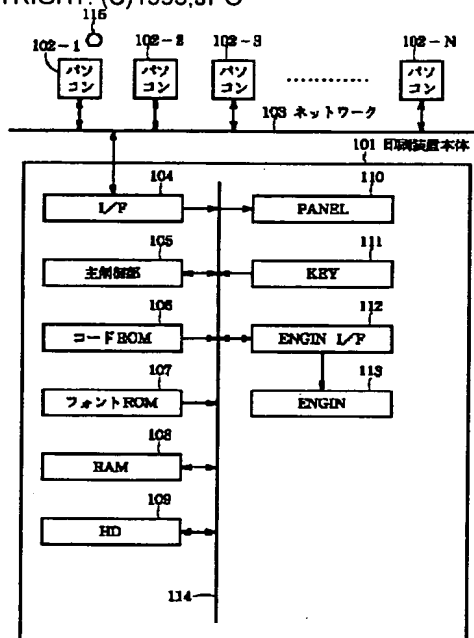 TRIGHT: (C)1995,JPO
115
102-1 102-2 102-3 102-N
パソコン パソコン パソコン パソコン
103 ネットワーク
101 印刷装置本体
104 110
I/F PANEL
105 111
主制御部 KEY
106 112
コードROM ENGIN I/F
107 113
フォントROM ENGIN
108
RAM
109
HD
114